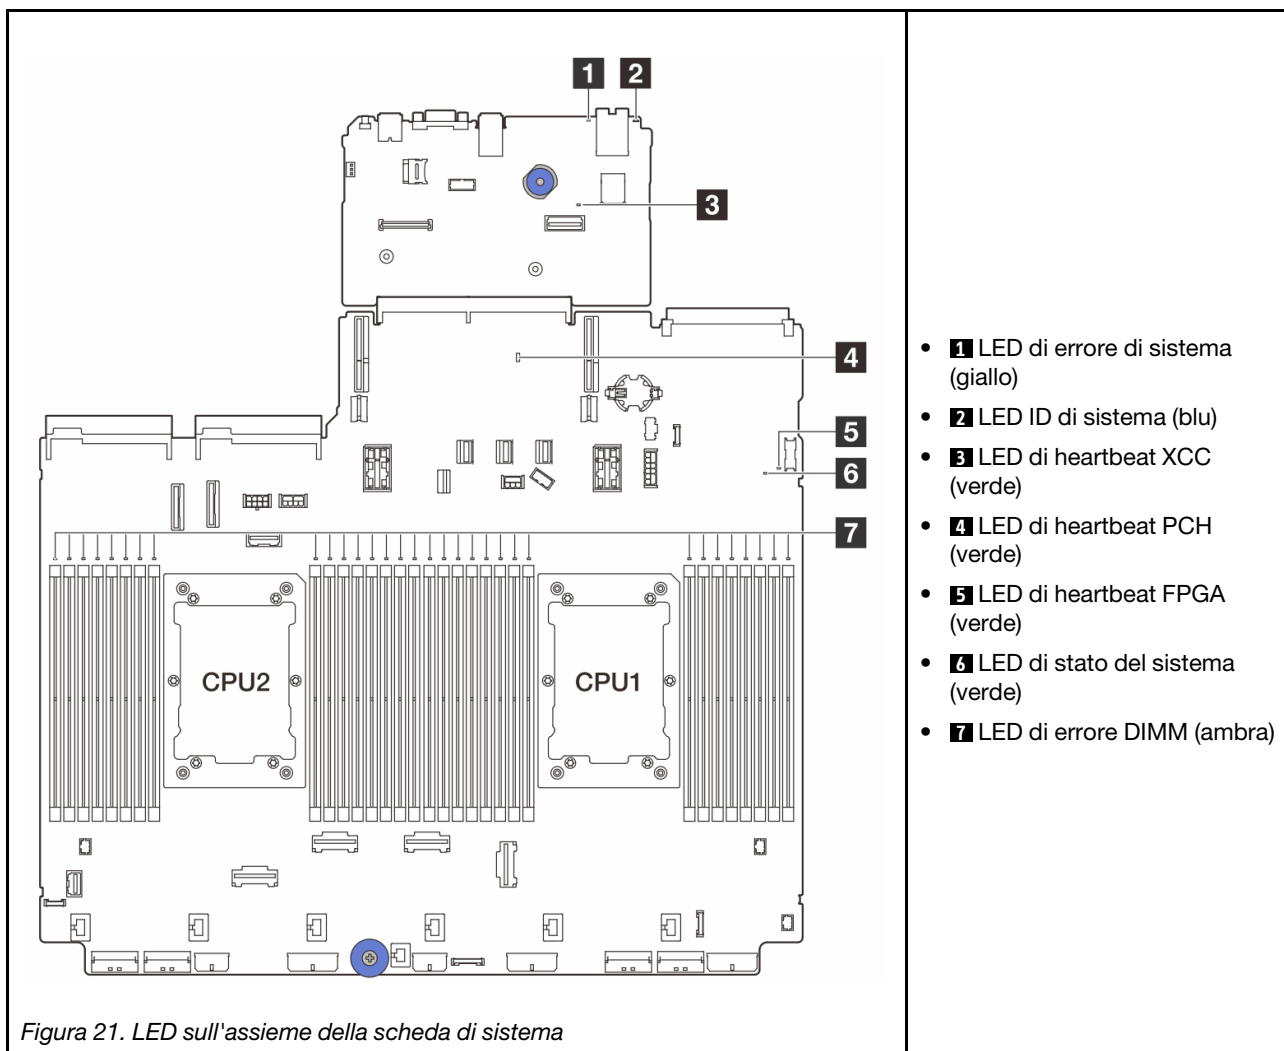 1
2
3
4
5
6
7
CPU2
CPU1
Figura 21. LED sull'assieme della scheda di sistema
• 1 LED di errore di sistema
(giallo)
• 2 LED ID di sistema (blu)
• 3 LED di heartbeat XCC
(verde)
• 4 LED di heartbeat PCH
(verde)
• 5 LED di heartbeat FPGA
(verde)
• 6 LED di stato del sistema
(verde)
• 7 LED di errore DIMM (ambra)